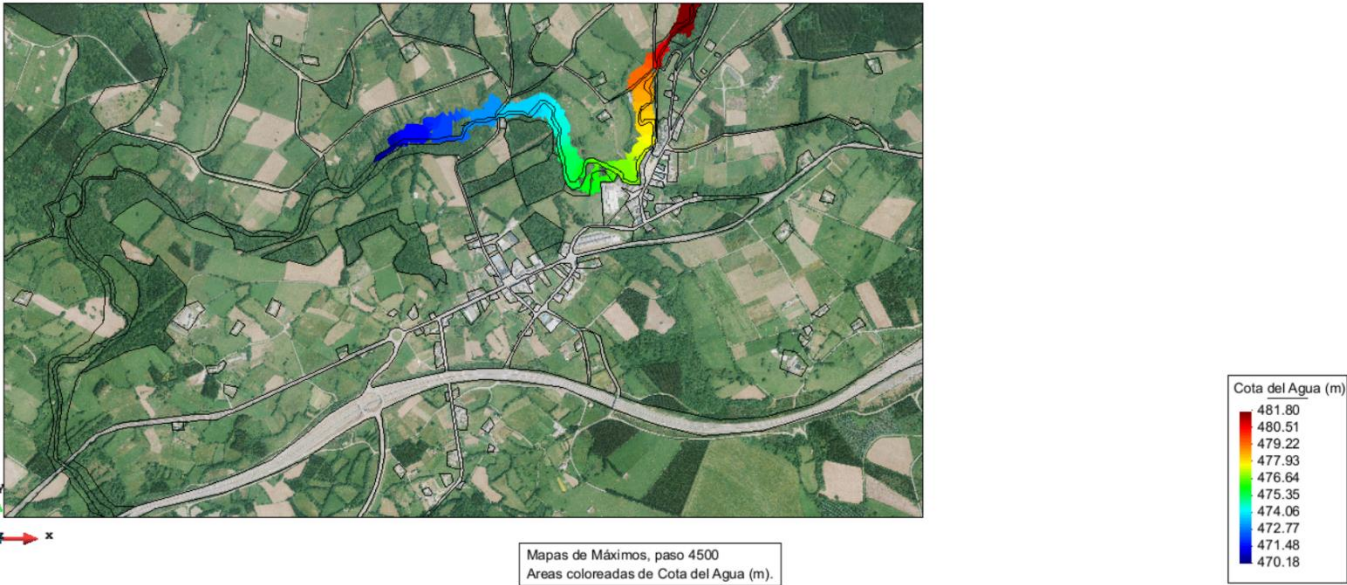 Cota del Agua (m)
481.80
480.51
479.22
477.93
476.64
475.35
474.06
472.77
471.48
470.18
x
Mapas de Máximos, paso 4500
Areas coloreadas de Cota del Agua (m).